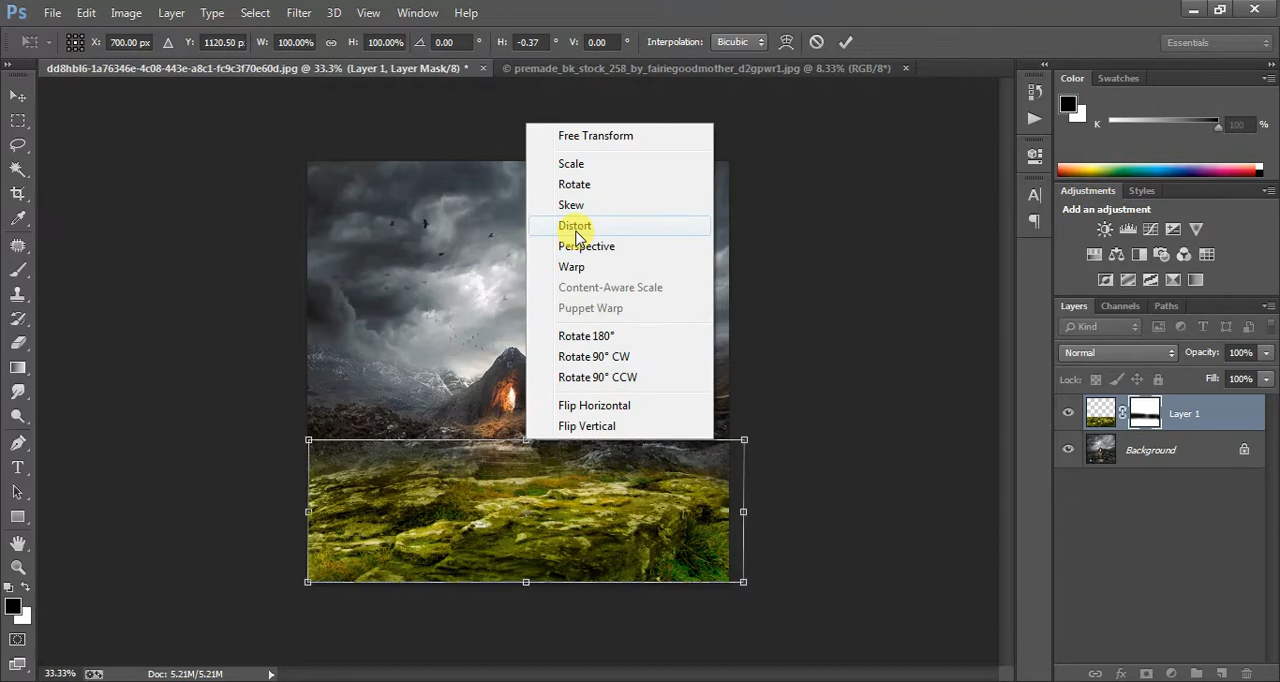 Ps File Edit Image Layer Type Select Filter 3D View Window Help
X: 700.00 px Y: 1120.50 px W: 100.00% H: 100.00% 0.00 ° H: -0.37 ° V: 0.00 ° Interpolation: Bicubic Essentials
dd8hbl6-1a76346e-4c08-443e-a8c1-fc9c3f70e60d.jpg @ 33.3% (Layer 1, Layer Mask/8) * × © premade_bk_stock_258_by_fairiegoodmother_d2gpwr1.jpg @ 8.33% (RGB/8*) ×
Color Swatches
K 100 %
Free Transform
Scale
Rotate
Skew
Distort
Perspective
Warp
Content-Aware Scale
Puppet Warp
Rotate 180°
Rotate 90° CW
Rotate 90° CCW
Flip Horizontal
Flip Vertical
Adjustments Styles
Add an adjustment
Layers Channels Paths
Kind
Normal Opacity: 100%
Lock: Fill: 100%
Layer 1
Background
33.33% Doc: 5.21M/5.21M